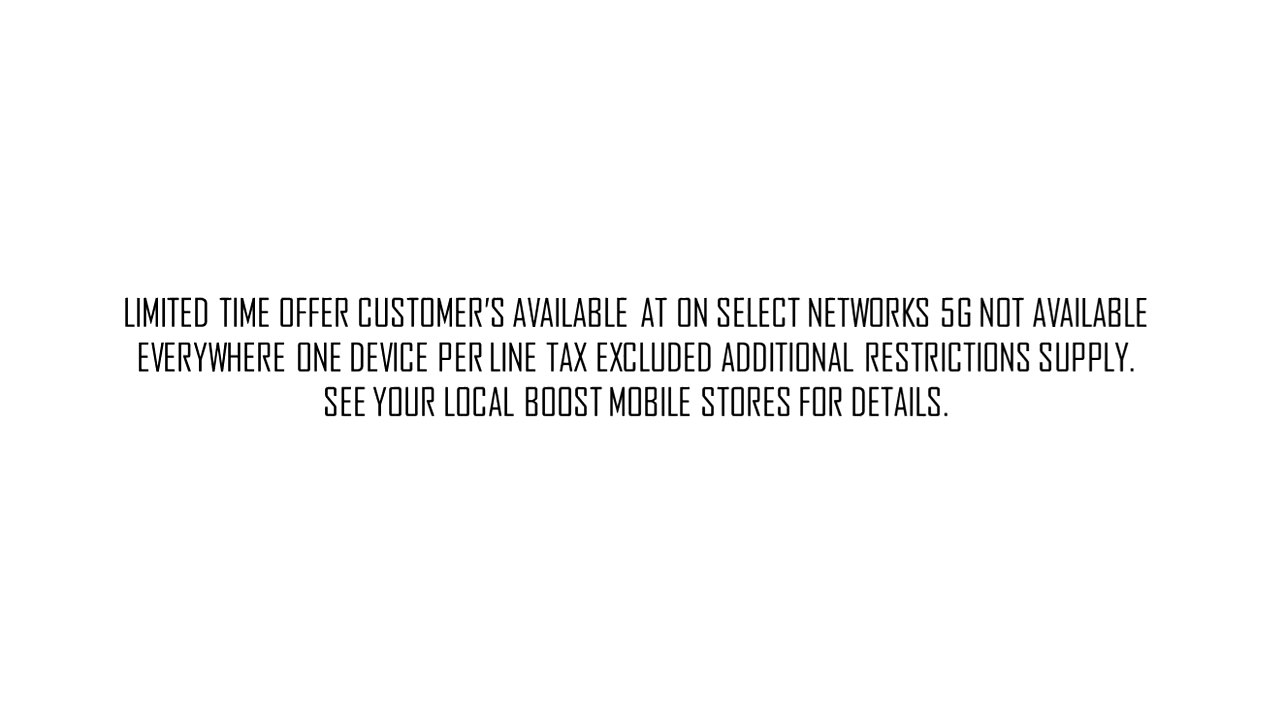 LIMITED TIME OFFER CUSTOMER'S AVAILABLE AT ON SELECT NETWORKS 5G NOT AVAILABLE
EVERYWHERE ONE DEVICE PER LINE TAX EXCLUDED ADDITIONAL RESTRICTIONS SUPPLY.
SEE YOUR LOCAL BOOST MOBILE STORES FOR DETAILS.